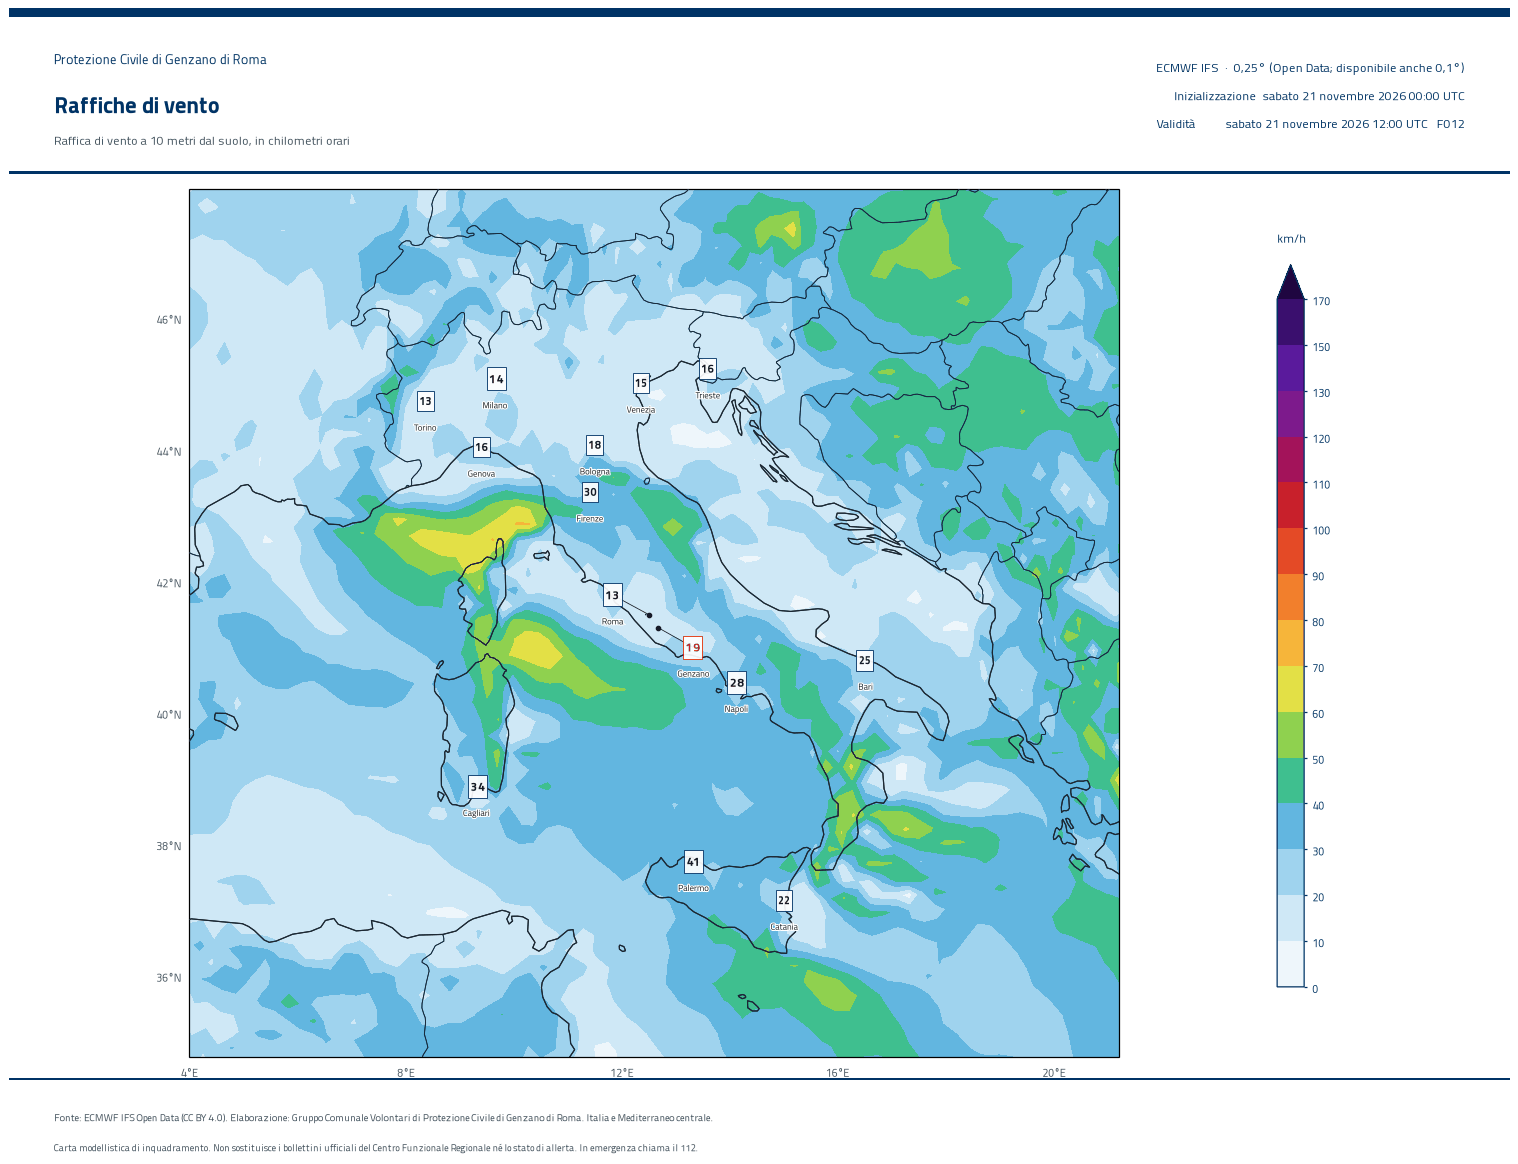 Protezione Civile di Genzano di Roma
Raffiche di vento
Raffica di vento a 10 metri dal suolo, in chilometri orari
ECMWF IFS · 0,25° (Open Data; disponibile anche 0,1°)
Inizializzazione sabato 21 novembre 2026 00:00 UTC
Validità sabato 21 novembre 2026 12:00 UTC F012
km/h
170
150
130
120
110
100
90
80
70
60
50
40
30
20
10
0
46°N
44°N
42°N
40°N
38°N
36°N
4°E
8°E
12°E
16°E
20°E
16
Trieste
14
Milano
15
Venezia
13
Torino
16
Genova
18
Bologna
30
Firenze
13
Roma
19
Genzano
25
Bari
28
Napoli
34
Cagliari
41
Palermo
22
Catania
Fonte: ECMWF IFS Open Data (CC BY 4.0). Elaborazione: Gruppo Comunale Volontari di Protezione Civile di Genzano di Roma. Italia e Mediterraneo centrale.
Carta modellistica di inquadramento. Non sostituisce i bollettini ufficiali del Centro Funzionale Regionale né lo stato di allerta. In emergenza chiama il 112.